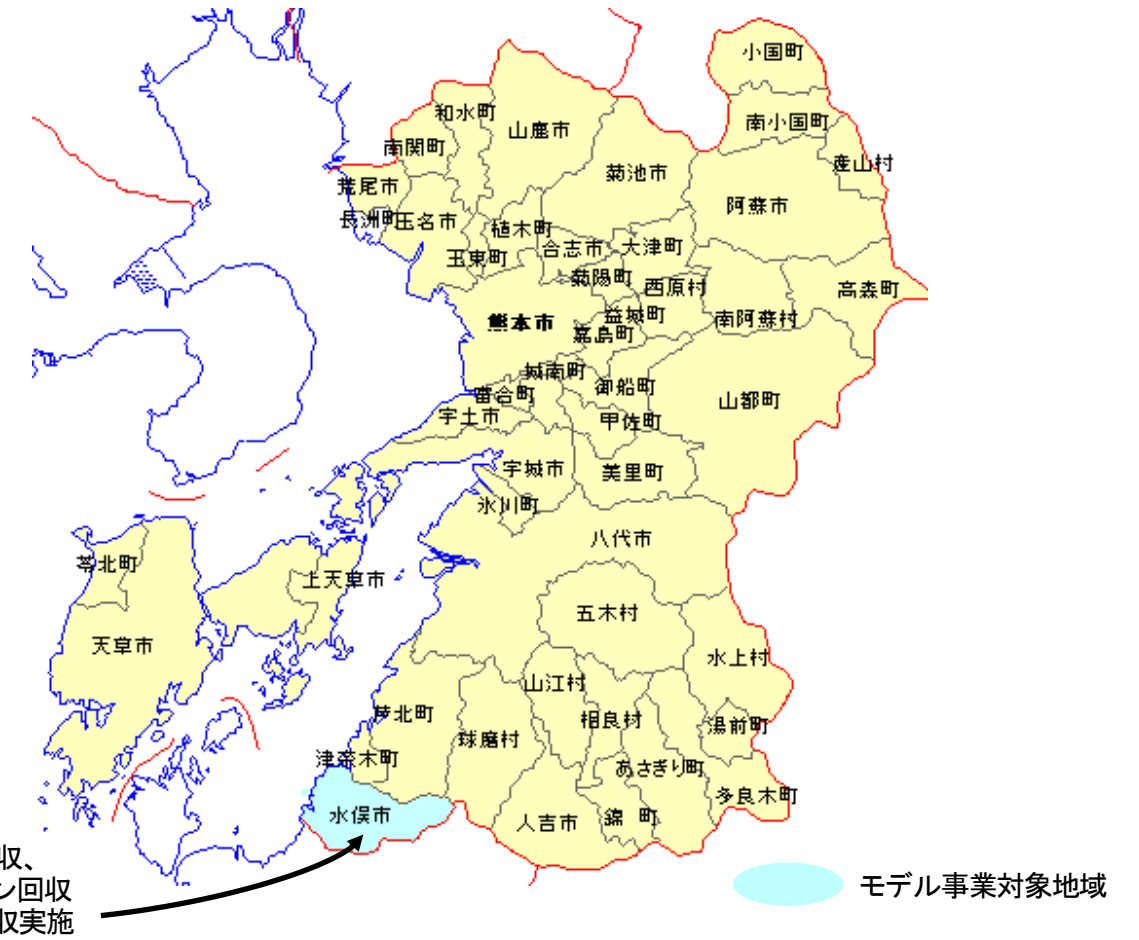 小国町
和水町
南小国町
山鹿市
南関町
産山村
菊池市
荒尾市
阿蘇市
長洲町
玉名市
植木町
合志市
大津町
玉東町
菊陽町
西原村
高森町
益城町
南阿蘇村
熊本市
嘉島町
城南町
御船町
富合町
山都町
宇土市
甲佐町
宇城市
美里町
氷川町
八代市
苓北町
上天草市
五木村
天草市
水上村
山江村
芦北町
相良村
湯前町
球磨村
津奈木町
あさぎり町
多良木町
水俣市
人吉市
錦 町
収、
ン回収
収実施
モデル事業対象地域